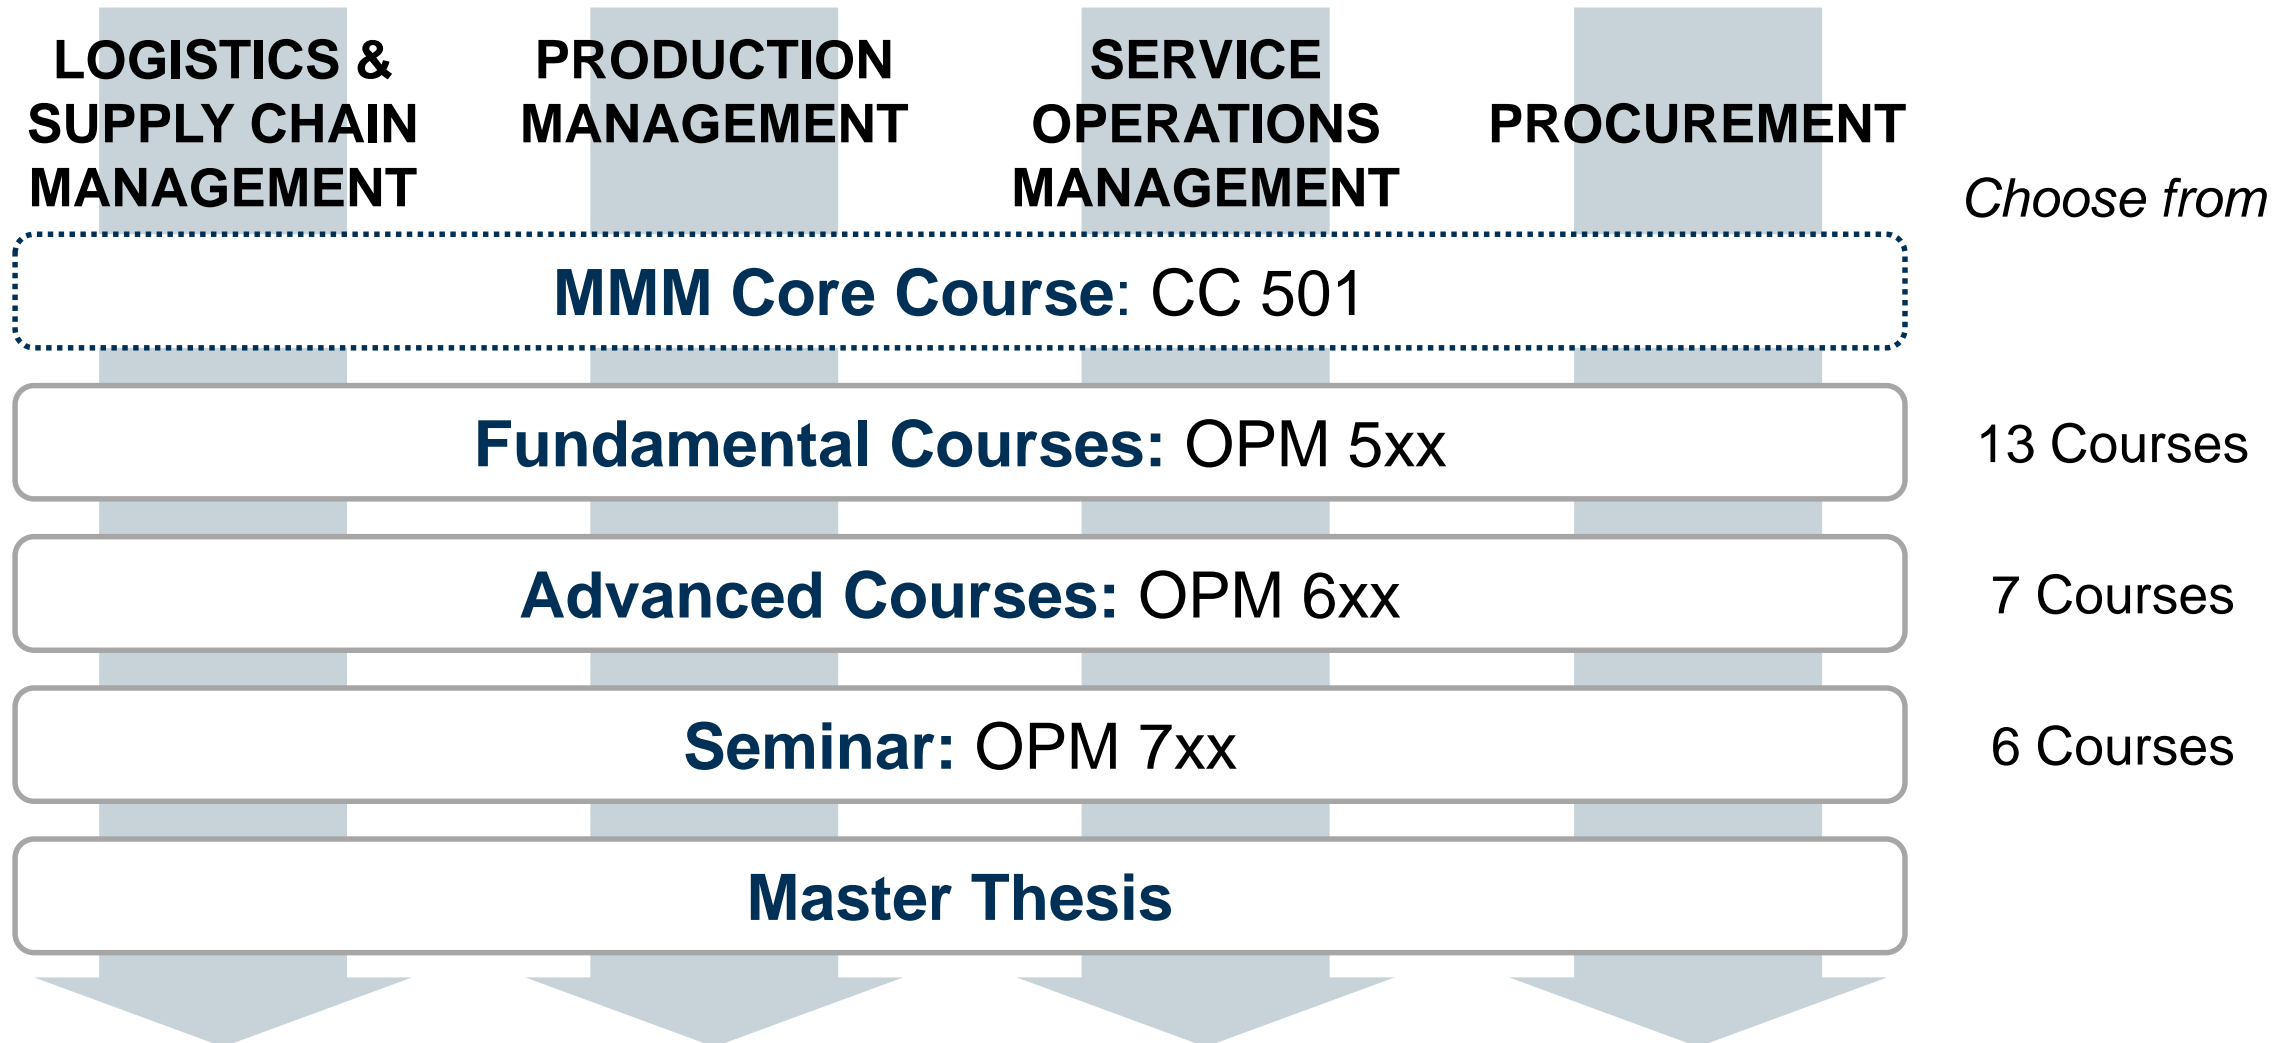 LOGISTICS &
SUPPLY CHAIN
MANAGEMENT
PRODUCTION
MANAGEMENT
SERVICE
OPERATIONS
MANAGEMENT
PROCUREMENT
Choose from
MMM Core Course: CC 501
Fundamental Courses: OPM 5xx
13 Courses
Advanced Courses: OPM 6xx
7 Courses
Seminar: OPM 7xx
6 Courses
Master Thesis